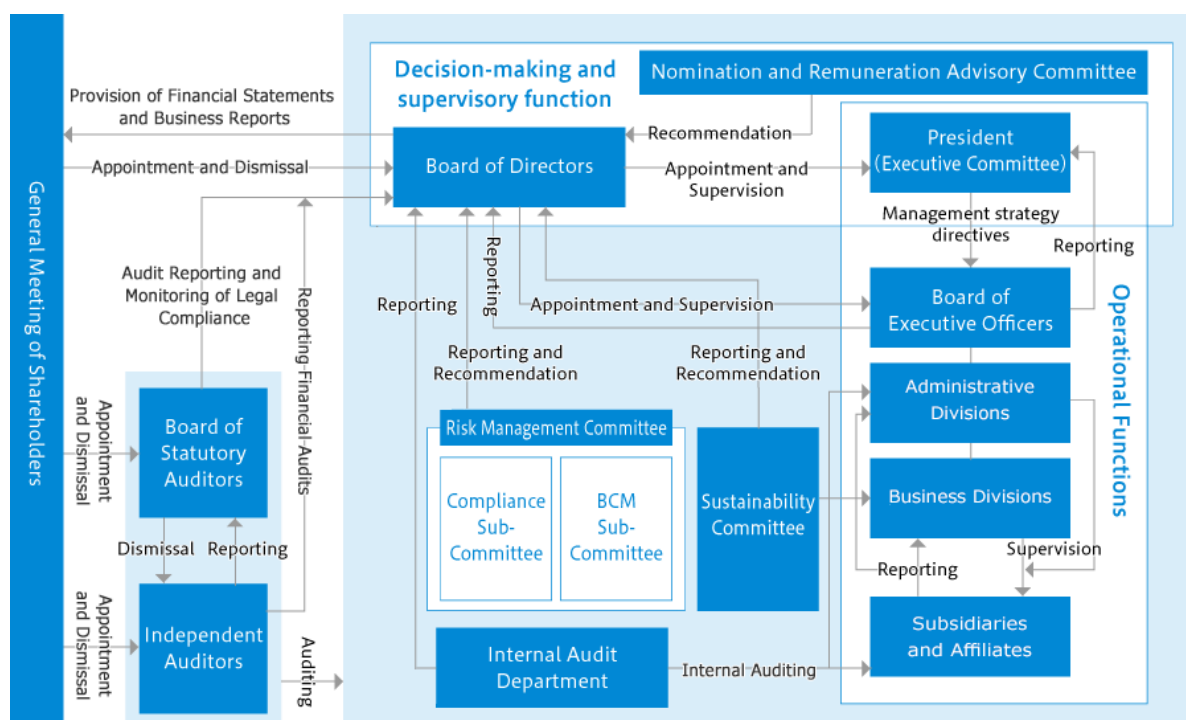 General Meeting of Shareholders
Provision of Financial Statements
and Business Reports
Appointment and Dismissal
Decision-making and
supervisory function
Nomination and Remuneration Advisory Committee
Recommendation
Board of Directors
Appointment and
Supervision
President
(Executive Committee)
Management strategy
directives
Reporting
Audit Reporting and
Monitoring of Legal
Compliance
Reporting-Financial-Audits
Reporting
Reporting
Appointment and Supervision
Board of
Executive Officers
Operational Functions
Reporting and
Recommendation
Reporting and
Recommendation
Administrative
Divisions
Appointment
and Dismissal
Board of
Statutory
Auditors
Risk Management Committee
Compliance
Sub-
Committee
BCM
Sub-
Committee
Sustainability
Committee
Business Divisions
Dismissal
Reporting
Supervision
Reporting
Appointment
and Dismissal
Independent
Auditors
Auditing
Internal Audit
Department
Internal Auditing
Subsidiaries
and Affiliates